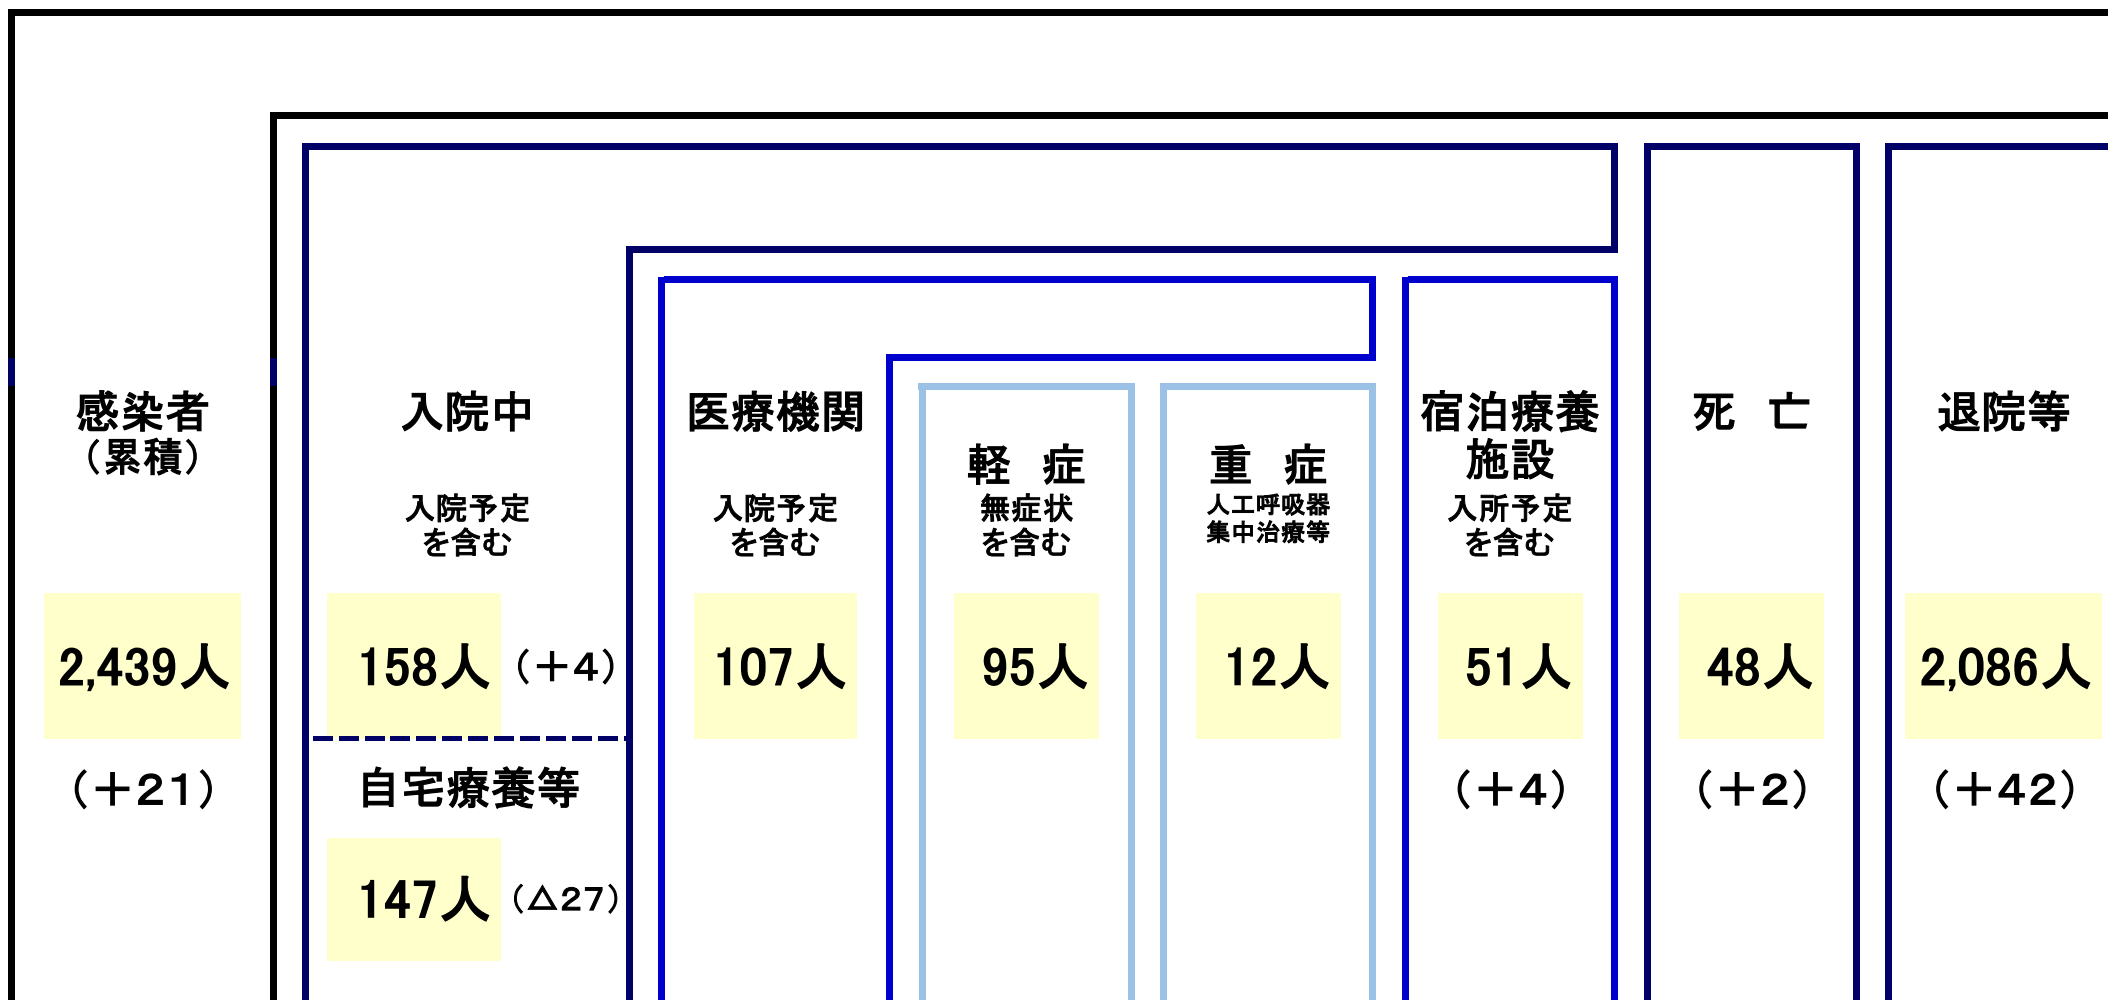 感染者
（累積）
2,439人
（＋21）
入院中
入院予定
を含む
158人（＋4）
自宅療養等
147人（△27）
医療機関
入院予定
を含む
107人
軽　症
無症状
を含む
95人
重　症
人工呼吸器
集中治療等
12人
宿泊療養
施設
入所予定
を含む
51人
（＋4）
死　亡
48人
（＋2）
退院等
2,086人
（＋42）